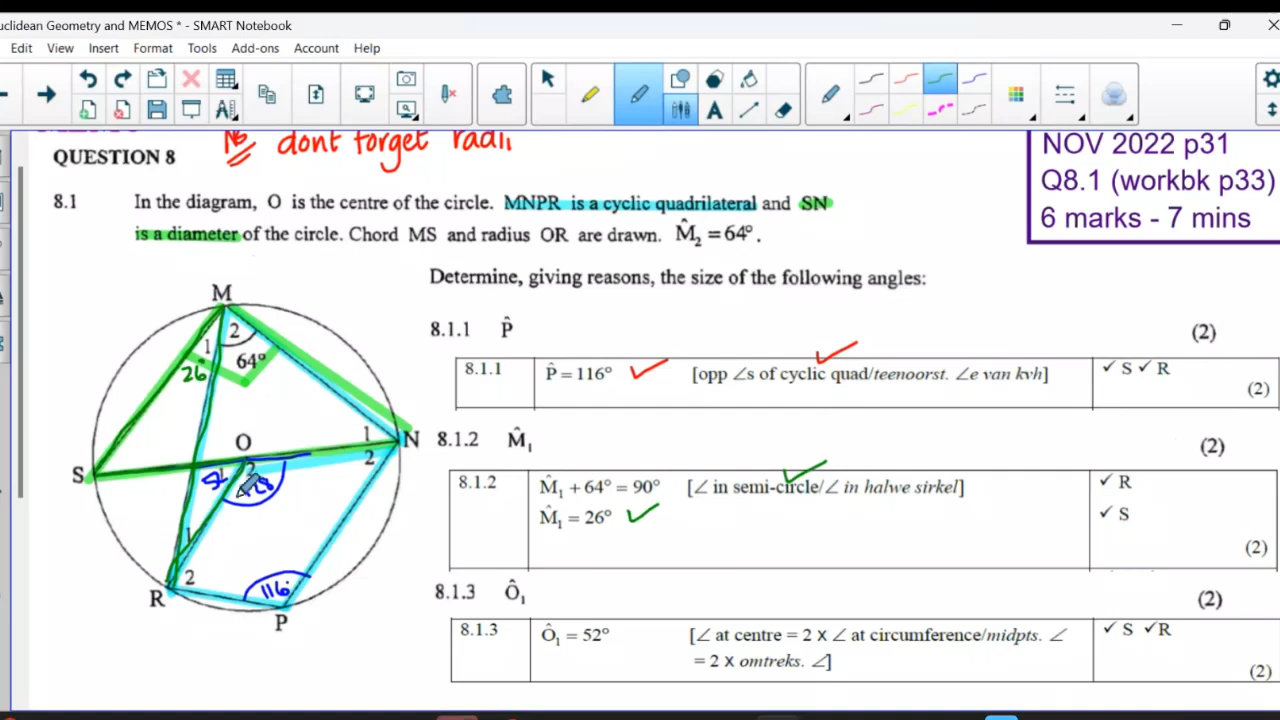 uclidean Geometry and MEMOS * - SMART Notebook
Edit View Insert Format Tools Add-ons Account Help
NB dont forget radii
NOV 2022 p31
Q8.1 (workbk p33)
6 marks - 7 mins
QUESTION 8
8.1 In the diagram, O is the centre of the circle. MNPR is a cyclic quadrilateral and SN
is a diameter of the circle. Chord MS and radius OR are drawn. M̂₂ = 64°.
Determine, giving reasons, the size of the following angles:
M
2
1
64°
26°
O
1
N
2
S
52
1
2
128
1
2
R
116°
P
8.1.1 P̂ (2)
8.1.1 P̂ = 116° ✓ [opp ∠s of cyclic quad/teenoorst. ∠e van kvh] ✓ S ✓ R
(2)
8.1.2 M̂₁ (2)
8.1.2 M̂₁ + 64° = 90° [∠ in semi-circle/∠ in halwe sirkel] ✓ R
M̂₁ = 26° ✓ ✓ S
(2)
8.1.3 Ô₁ (2)
8.1.3 Ô₁ = 52° [∠ at centre = 2 x ∠ at circumference/midpts. ∠ ✓ S ✓R
= 2 x omtreks. ∠]
(2)